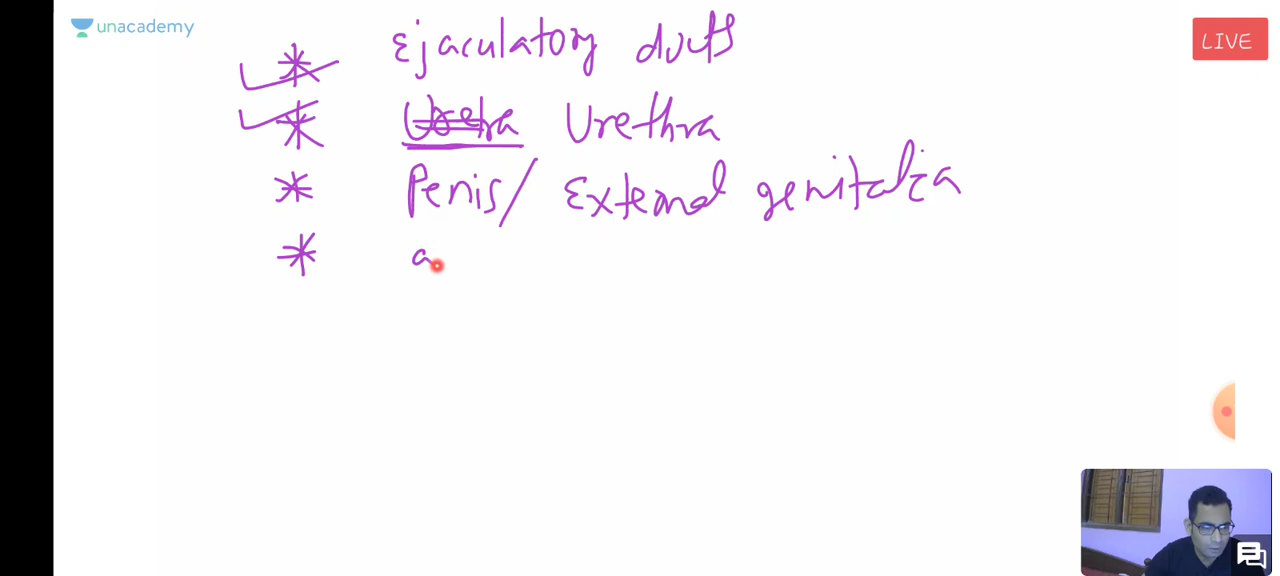 unacademy
LIVE
* Ejaculatory ducts
* Urethra
* Penis/ External genitalia
* a